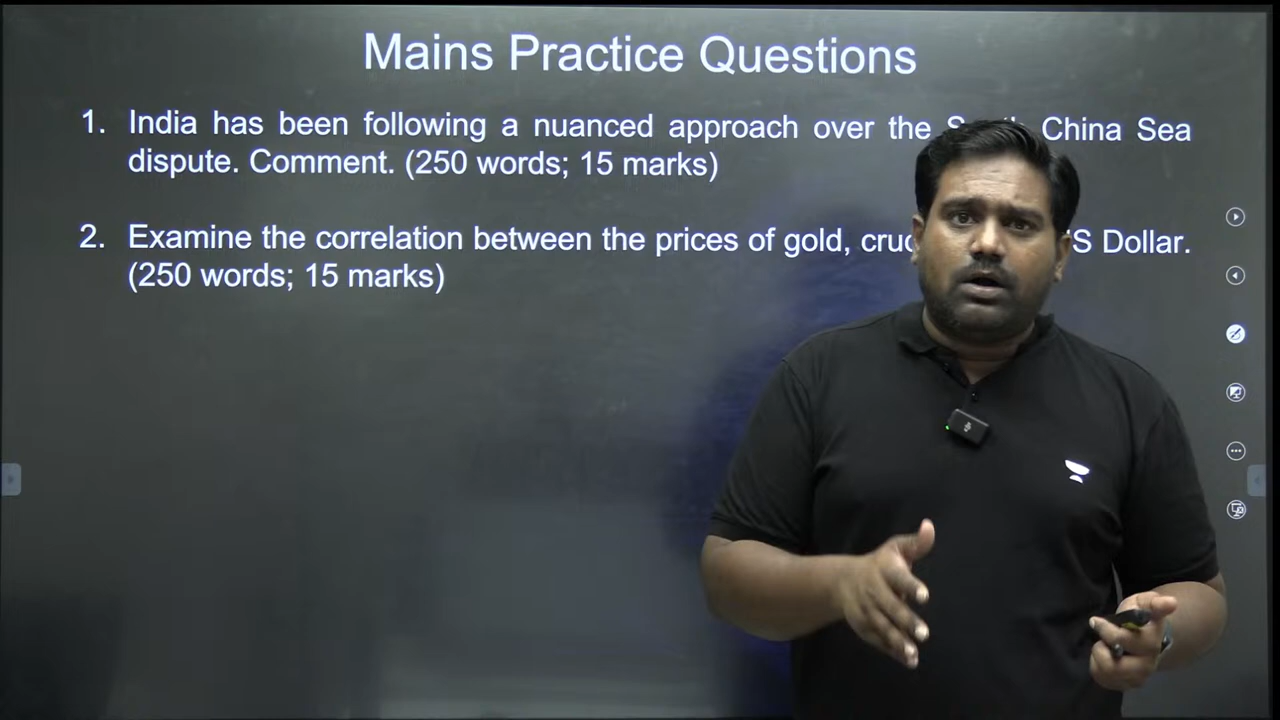 Mains Practice Questions
1. India has been following a nuanced approach over the China Sea
dispute. Comment. (250 words; 15 marks)
2. Examine the correlation between the prices of gold, Dollar.
(250 words; 15 marks)